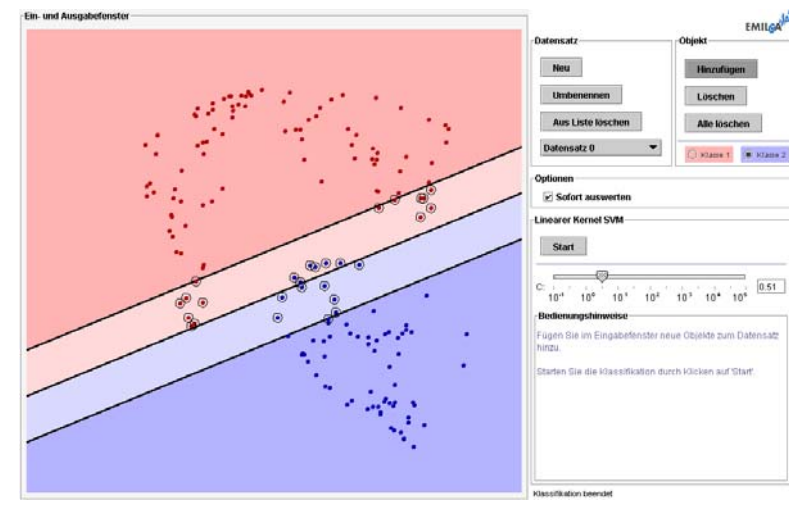 Ein- und Ausgabefenster
EMILeA
Datensatz
Neu
Umbenennen
Aus Liste löschen
Datensatz 0
Objekt
Hinzufügen
Löschen
Alle löschen
Klasse 1
Klasse 2
Optionen
Sofort auswerten
Linearer Kernel SVM
Start
C:
0.51
10⁻¹ 10⁰ 10¹ 10² 10³ 10⁴ 10⁵
Bedienungshinweise
Fügen Sie im Eingabefenster neue Objekte zum Datensatz
hinzu.
Starten Sie die Klassifikation durch Klicken auf 'Start'.
Klassifikation beendet